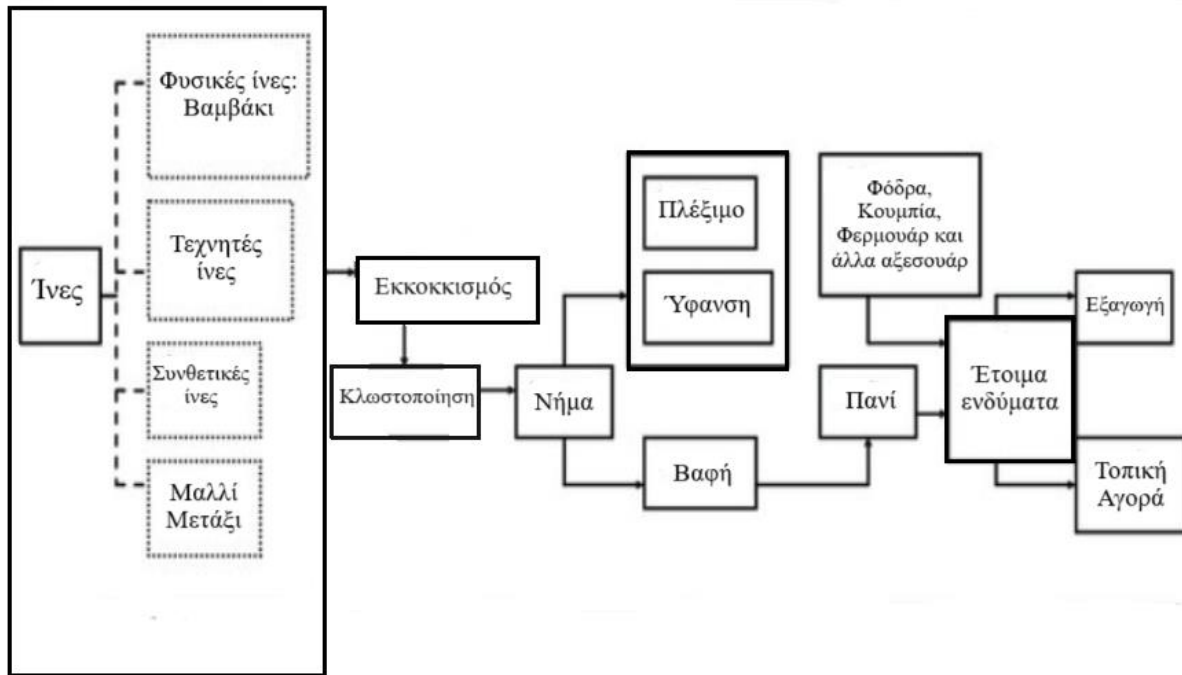 Ίνες
Φυσικές ίνες:
Βαμβάκι
Τεχνητές
ίνες
Συνθετικές
ίνες
Μαλλί
Μετάξι
Εκκοκκισμός
Κλωστοποίηση
Νήμα
Πλέξιμο
Ύφανση
Βαφή
Φόδρα,
Κουμπία,
Φερμουάρ και
άλλα αξεσουάρ
Πανί
Έτοιμα
ενδύματα
Εξαγωγή
Τοπική
Αγορά